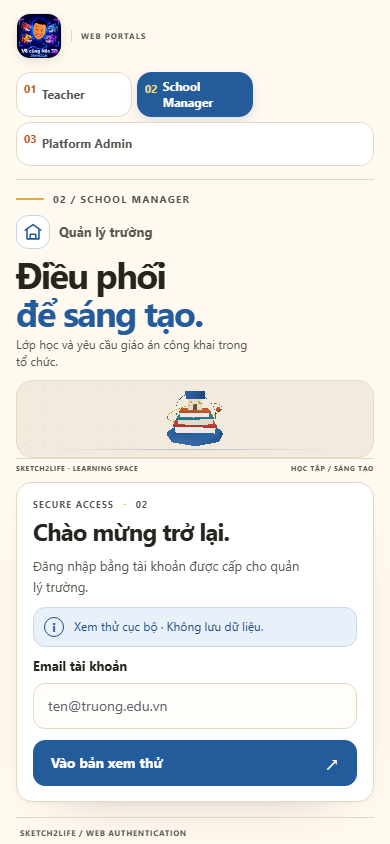 Vẽ cùng Hảo 3D
WEB PORTALS
01 Teacher
02 School
Manager
03 Platform Admin
02 / SCHOOL MANAGER
Quản lý trường
Điều phối
để sáng tạo.
Lớp học và yêu cầu giáo án công khai trong
tổ chức.
SKETCH2LIFE · LEARNING SPACE
HỌC TẬP / SÁNG TẠO
SECURE ACCESS · 02
Chào mừng trở lại.
Đăng nhập bằng tài khoản được cấp cho quản
lý trường.
Xem thử cục bộ · Không lưu dữ liệu.
Email tài khoản
ten@truong.edu.vn
Vào bản xem thử ↗
SKETCH2LIFE / WEB AUTHENTICATION